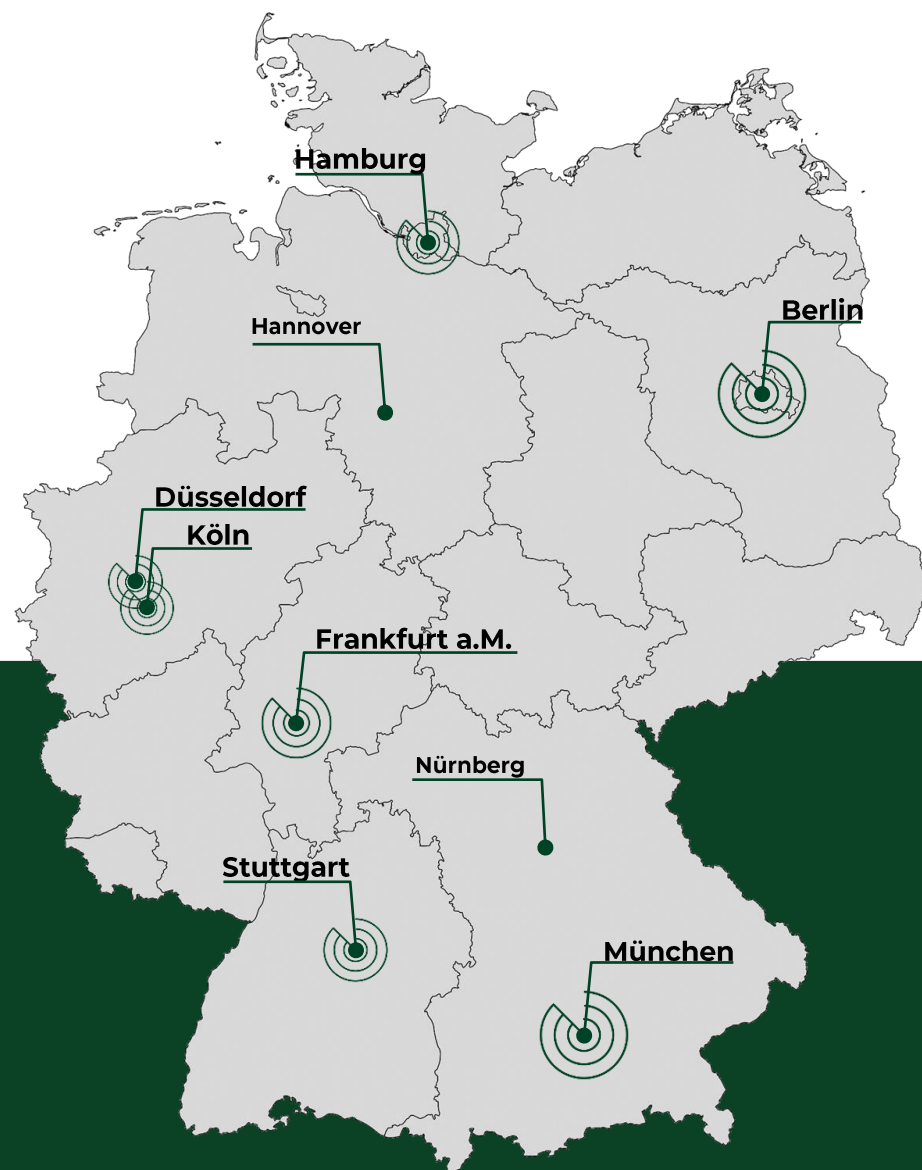 Hamburg
Berlin
Hannover
Düsseldorf
Köln
Frankfurt a.M.
Nürnberg
Stuttgart
München